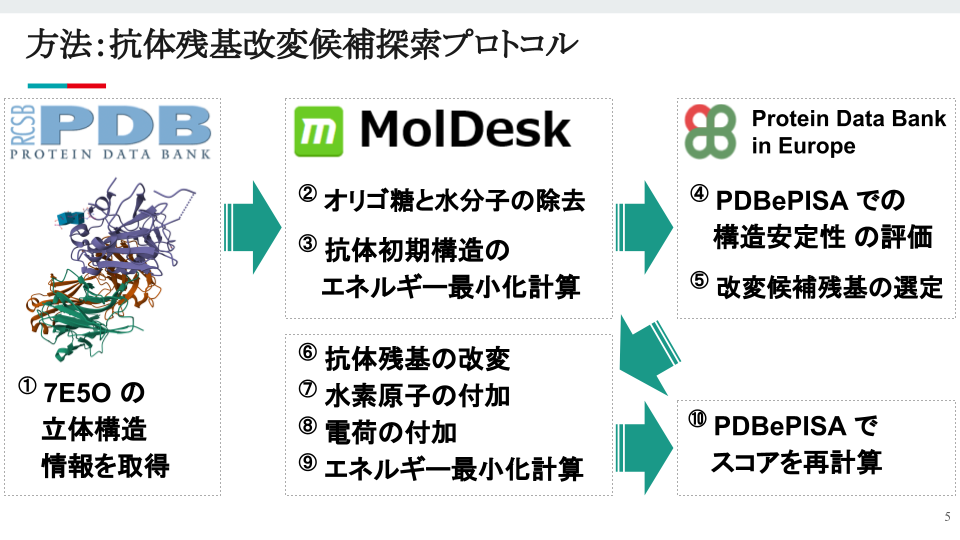 方法：抗体残基改変候補探索プロトコル
RCSB
PDB
PROTEIN DATA BANK
① 7E5O の
立体構造
情報を取得
m MolDesk
② オリゴ糖と水分子の除去
③ 抗体初期構造の
エネルギー最小化計算
Protein Data Bank
in Europe
④ PDBePISA での
構造安定性 の評価
⑤ 改変候補残基の選定
⑥ 抗体残基の改変
⑦ 水素原子の付加
⑧ 電荷の付加
⑨ エネルギー最小化計算
⑩ PDBePISA で
スコアを再計算
5